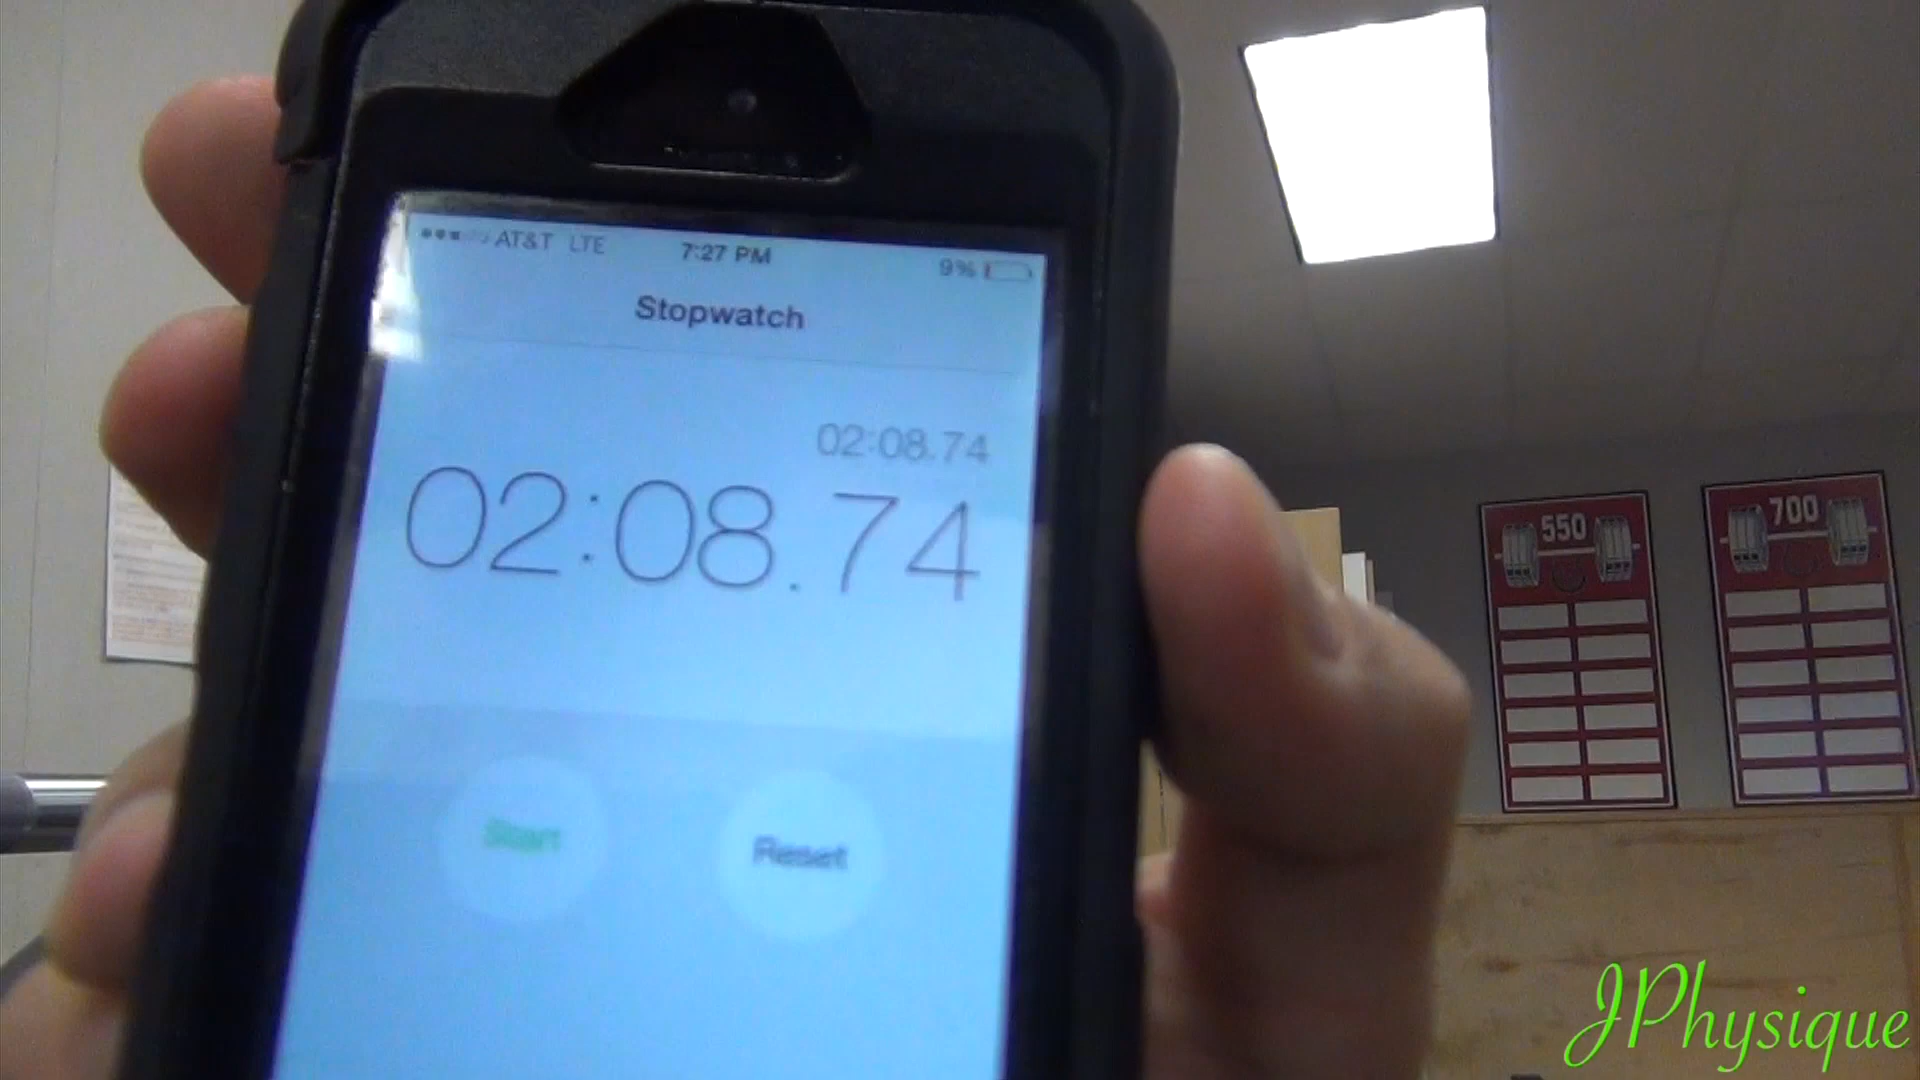 AT&T LTE 7:27 PM 9%
Stopwatch
02:08.74
02:08.74
Start Reset
550
700
JPhysique